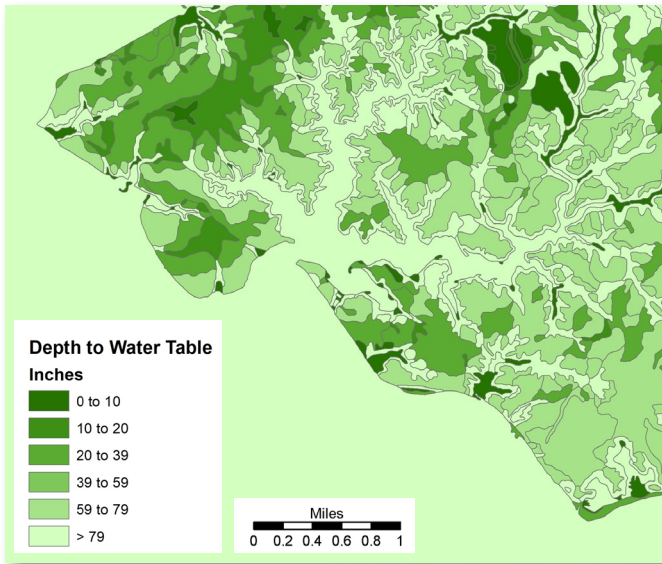 Depth to Water Table
Inches
0 to 10
10 to 20
20 to 39
39 to 59
59 to 79
> 79
Miles
0 0.2 0.4 0.6 0.8 1